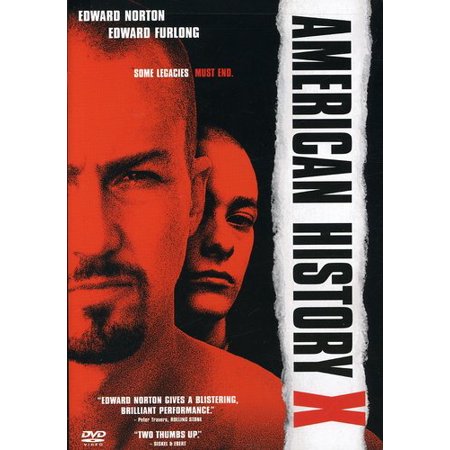 EDWARD NORTON
EDWARD FURLONG
SOME LEGACIES MUST END.
AMERICAN HISTORY X
"EDWARD NORTON GIVES A BLISTERING,
BRILLIANT PERFORMANCE."
- Peter Travers, ROLLING STONE
"TWO THUMBS UP."
- SISKEL & EBERT
DVD
VIDEO